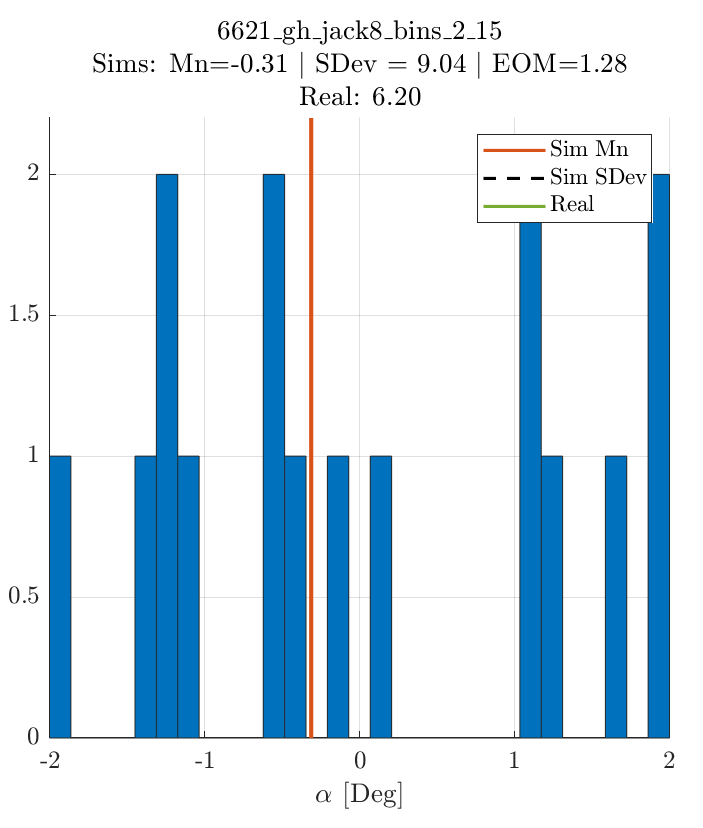 6621_gh_jack8_bins_2_15
Sims: Mn=-0.31 | SDev = 9.04 | EOM=1.28
Real: 6.20
Sim Mn
Sim SDev
Real
2
1.5
1
0.5
0
-2
-1
0
1
2
α [Deg]